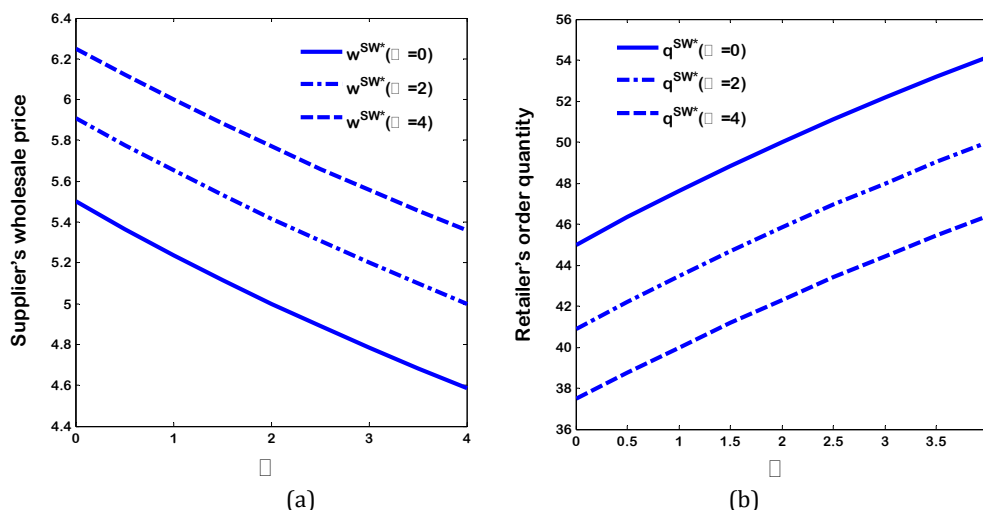 Supplier's wholesale price
6.4
6.2
6
5.8
5.6
5.4
5.2
5
4.8
4.6
4.4
w^SW*(□ =0)
w^SW*(□ =2)
w^SW*(□ =4)
0 1 2 3 4
□
(a)
Retailer's order quantity
56
54
52
50
48
46
44
42
40
38
36
q^SW*(□ =0)
q^SW*(□ =2)
q^SW*(□ =4)
0 0.5 1 1.5 2 2.5 3 3.5
□
(b)